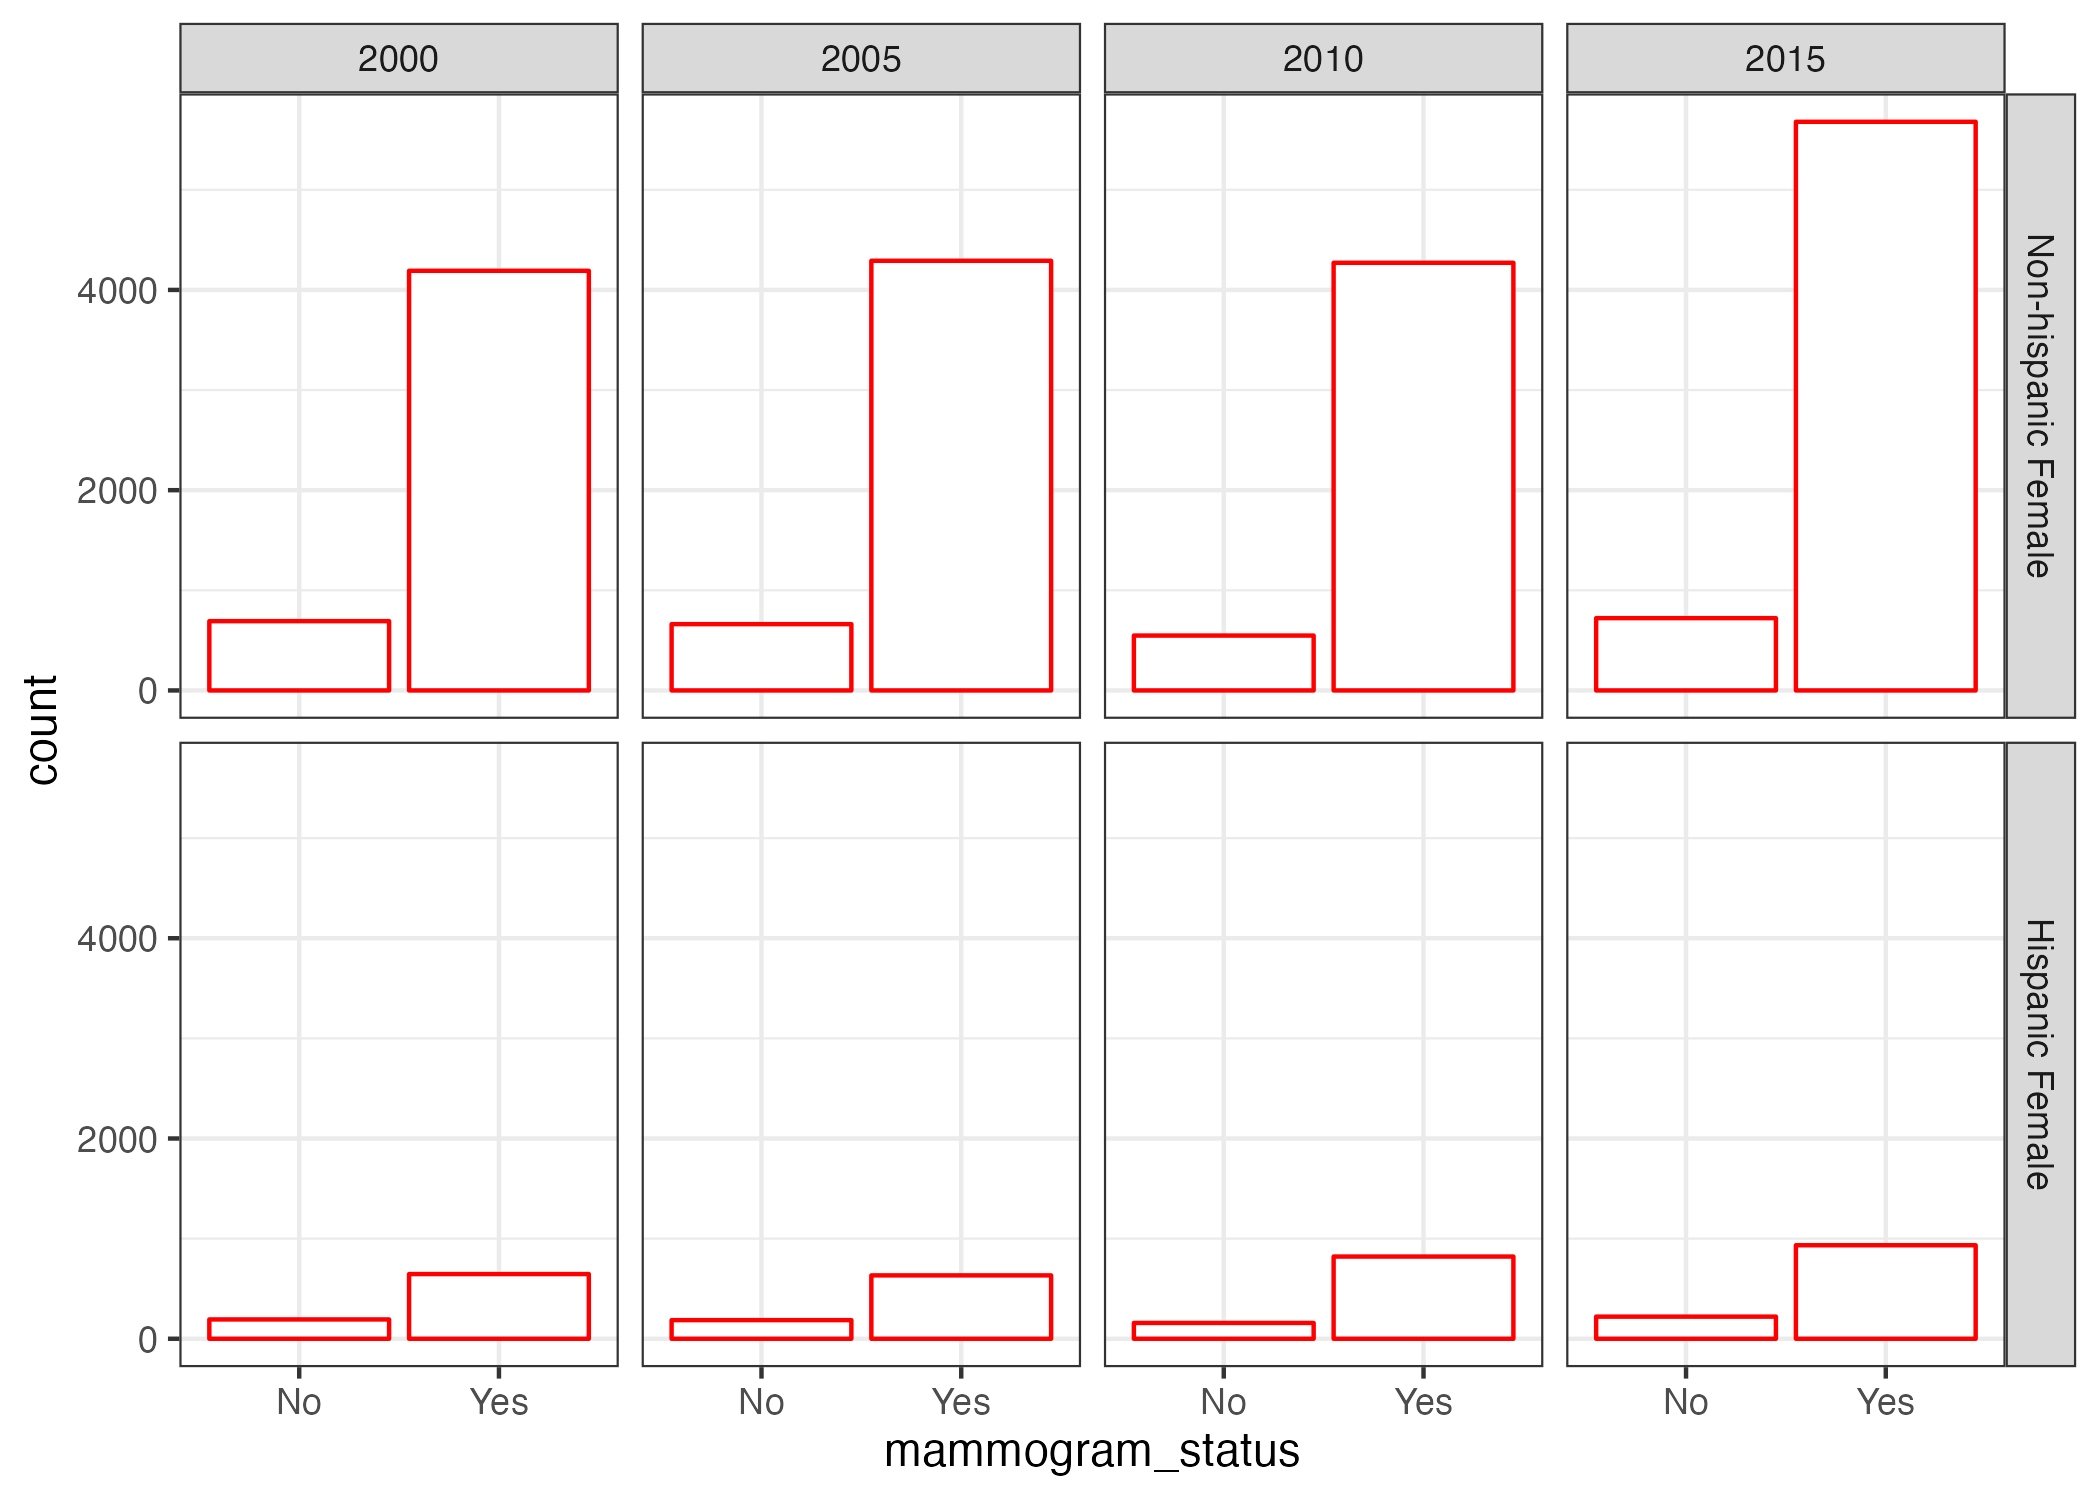 2000 2005 2010 2015
4000
2000
0
Non-hispanic Female
count
4000
2000
0
Hispanic Female
No Yes No Yes No Yes No Yes
mammogram_status